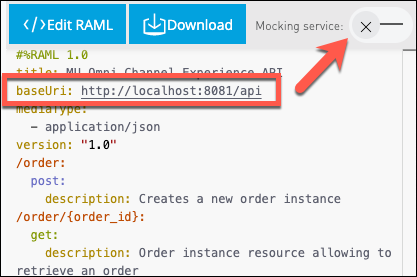 </>Edit RAML Download Mocking service:
#%RAML 1.0
title: MU Omni Channel Experience API
baseUri: http://localhost:8081/api
mediaType:
- application/json
version: "1.0"
/order:
post:
description: Creates a new order instance
/order/{order_id}:
get:
description: Order instance resource allowing to
retrieve an order